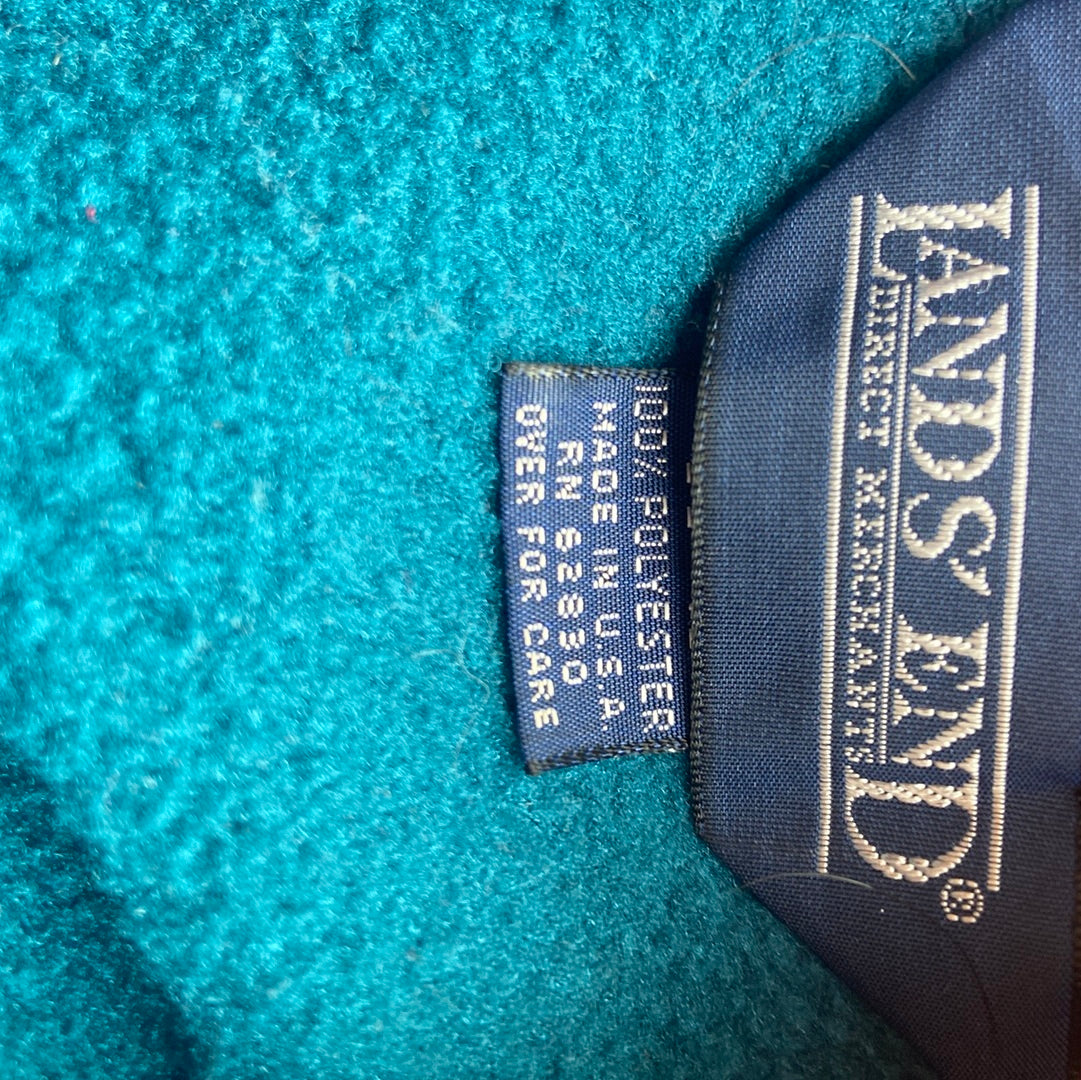 LANDS' END®
DIRECT MERCHANTS
100% POLYESTER
MADE IN U.S.A.
RN 62830
OVER FOR CARE